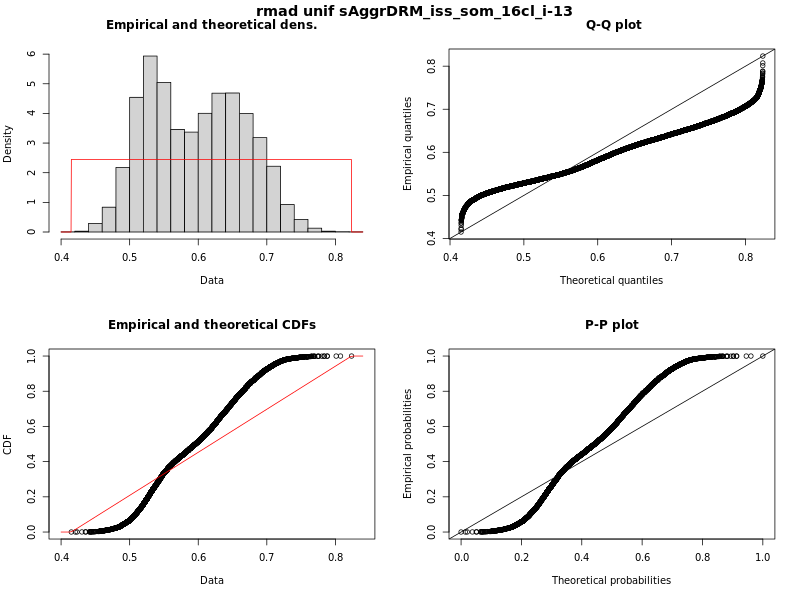 rmad unif sAggrDRM_iss_som_16cl_i-13
Empirical and theoretical dens.
Density
0 1 2 3 4 5 6
0.4 0.5 0.6 0.7 0.8
Data
Q-Q plot
Empirical quantiles
0.4 0.5 0.6 0.7 0.8
0.4 0.5 0.6 0.7 0.8
Theoretical quantiles
Empirical and theoretical CDFs
CDF
0.0 0.2 0.4 0.6 0.8 1.0
0.4 0.5 0.6 0.7 0.8
Data
P-P plot
Empirical probabilities
0.0 0.2 0.4 0.6 0.8 1.0
0.0 0.2 0.4 0.6 0.8 1.0
Theoretical probabilities